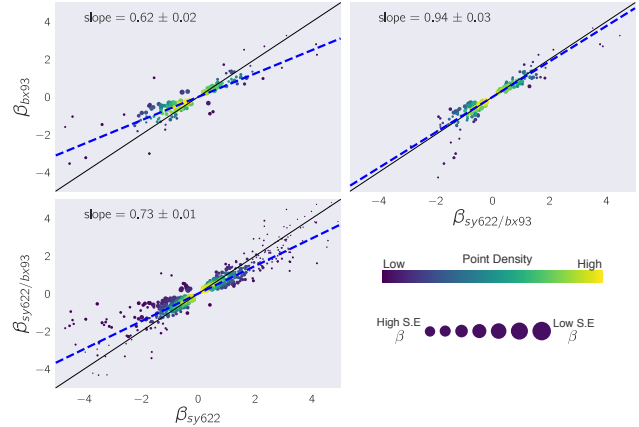 slope = 0.62 ± 0.02
4
2
0
−2
−4
β_bx93
slope = 0.94 ± 0.03
−4
−2
0
2
4
β_sy622/bx93
slope = 0.73 ± 0.01
4
2
0
−2
−4
β_sy622/bx93
−4
−2
0
2
4
β_sy622
Low
Point Density
High
High S.E
β
Low S.E
β